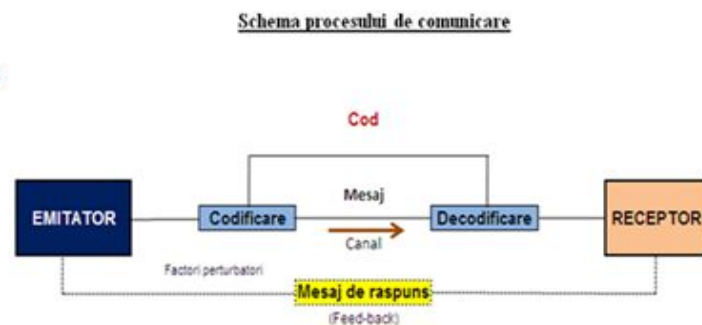 Schema procesului de comunicare
Cod
EMITATOR
Codificare
Mesaj
Canal
Decodificare
RECEPTOR
Factori perturbatori
Mesaj de raspuns
(Feed-back)